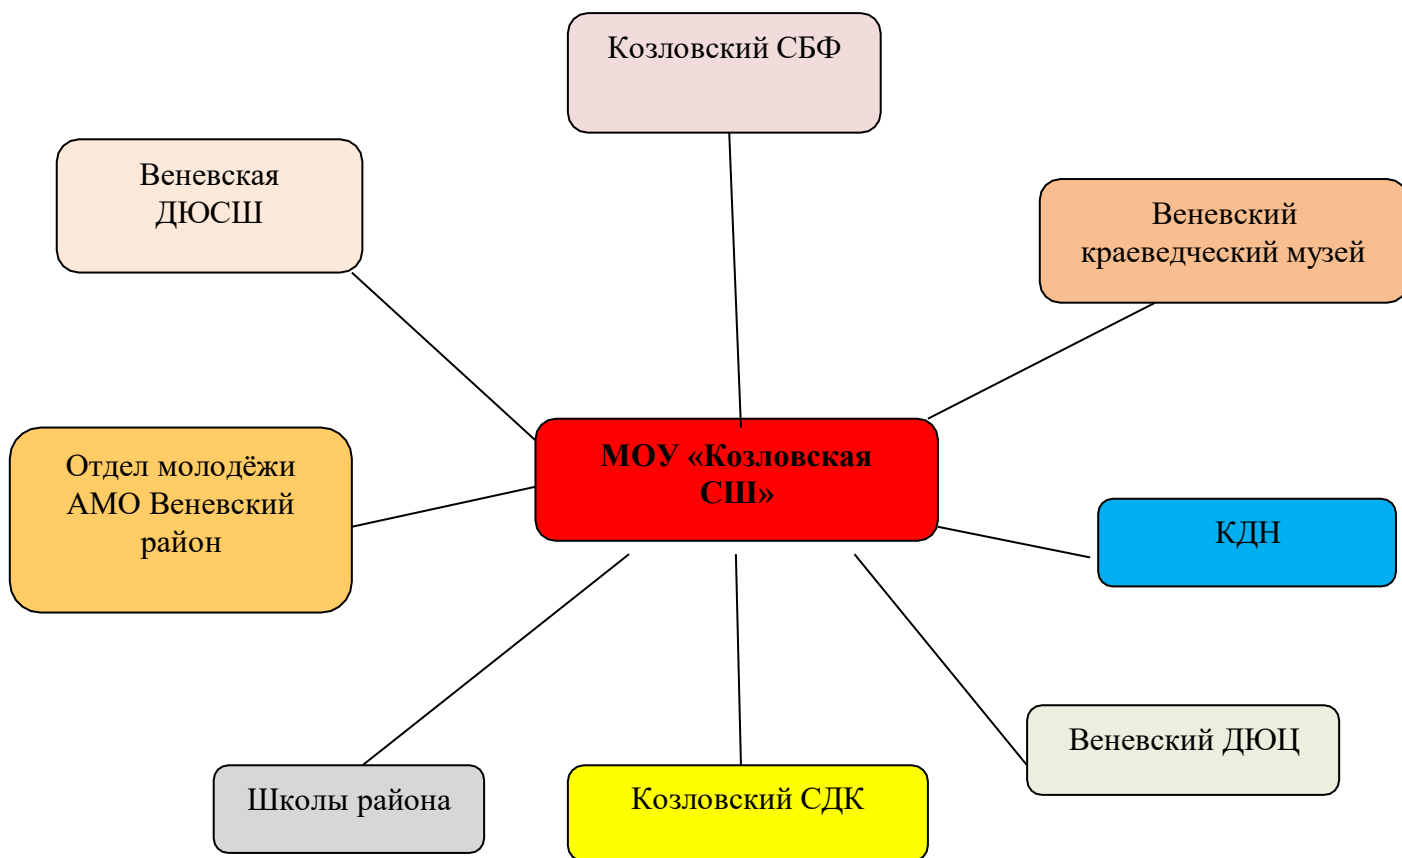 Козловский СБФ
Веневская
ДЮСШ
Веневский
краеведческий музей
МОУ «Козловская
СШ»
Отдел молодёжи
АМО Веневский
район
КДН
Веневский ДЮЦ
Школы района
Козловский СДК